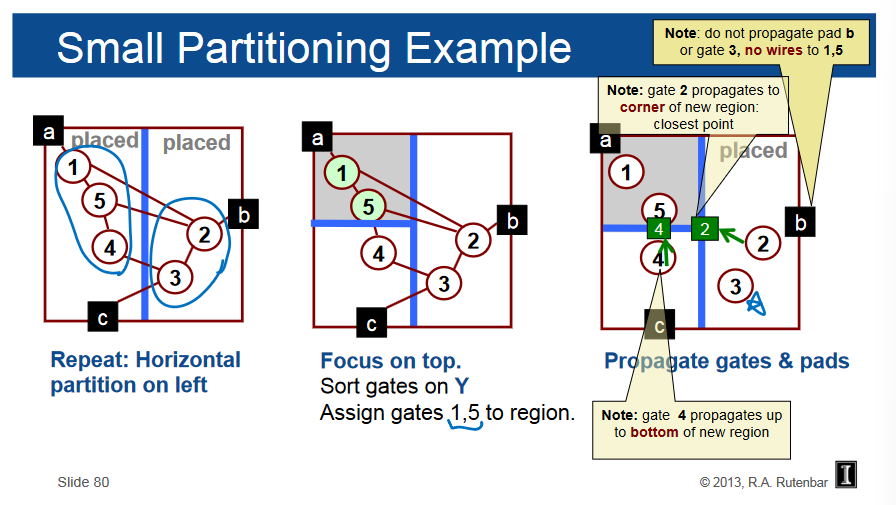 Small Partitioning Example
Note: do not propagate pad b
or gate 3, no wires to 1,5
Note: gate 2 propagates to
corner of new region:
closest point
a
placed
placed
1
5
4
2
3
b
c
a
1
5
4
2
3
b
c
a
placed
1
5
4
2
4
2
3
b
c
Repeat: Horizontal
partition on left
Focus on top.
Sort gates on Y
Assign gates 1,5 to region.
Propagate gates & pads
Note: gate 4 propagates up
to bottom of new region
Slide 80
© 2013, R.A. Rutenbar
I